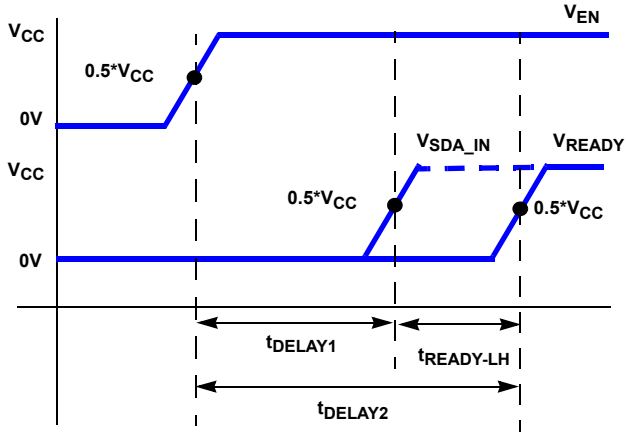 VCC
VEN
0.5*VCC
0V
VCC
VSDA_IN
VREADY
0.5*VCC
0.5*VCC
0V
tDELAY1
tREADY-LH
tDELAY2